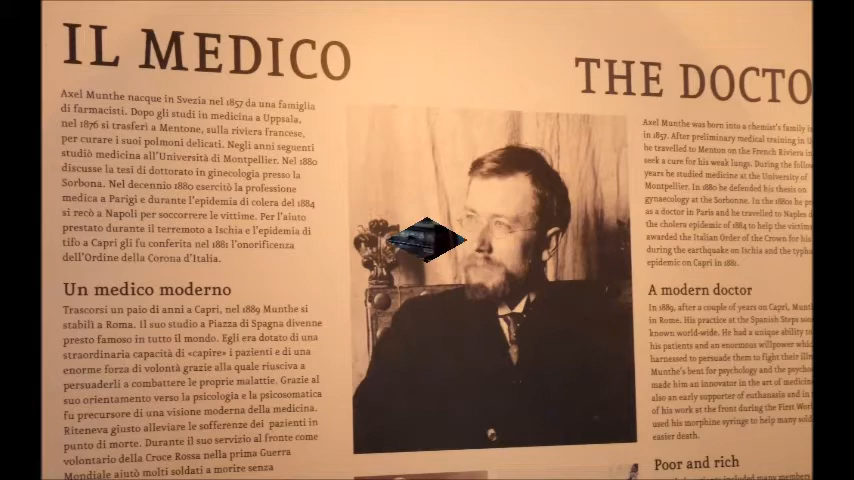 IL MEDICO
Axel Munthe nacque in Svezia nel 1857 da una famiglia
di farmacisti. Dopo gli studi in medicina a Uppsala,
nel 1876 si trasferì a Mentone, sulla riviera francese,
per curare i suoi polmoni delicati. Negli anni seguenti
studiò medicina all'Università di Montpellier. Nel 1880
discusse la tesi di dottorato in ginecologia presso la
Sorbona. Nel decennio 1880 esercitò la professione
medica a Parigi e durante l'epidemia di colera del 1884
si recò a Napoli per soccorrere le vittime. Per l'aiuto
prestato durante il terremoto a Ischia e l'epidemia di
tifo a Capri gli fu conferita nel 1881 l'onorificenza
dell'Ordine della Corona d'Italia.
Un medico moderno
Trascorsi un paio di anni a Capri, nel 1889 Munthe si
stabilì a Roma. Il suo studio a Piazza di Spagna divenne
presto famoso in tutto il mondo. Egli era dotato di una
straordinaria capacità di «capire» i pazienti e di una
enorme forza di volontà grazie alla quale riusciva a
persuaderli a combattere le proprie malattie. Grazie al
suo orientamento verso la psicologia e la psicosomatica
fu precursore di una visione moderna della medicina.
Riteneva giusto alleviare le sofferenze dei pazienti in
punto di morte. Durante il suo servizio al fronte come
volontario della Croce Rossa nella prima Guerra
Mondiale aiutò molti soldati a morire senza
THE DOCTO
Axel Munthe was born into a chemist's family i
in 1857. After preliminary medical training in U
he travelled to Menton on the French Riviera in
seek a cure for his weak lungs. During the follo
years he studied medicine at the University of
Montpellier. In 1880 he defended his thesis on
gynaecology at the Sorbonne. In the 1880s he pr
as a doctor in Paris and he travelled to Naples d
the cholera epidemic of 1884 to help the victims
awarded the Italian Order of the Crown for his
during the earthquake on Ischia and the typhu
epidemic on Capri in 1881.
A modern doctor
In 1889, after a couple of years on Capri, Munt
in Rome. His practice at the Spanish Steps soo
known world-wide. He had a unique ability to
his patients and an enormous willpower whic
harnessed to persuade them to fight their illn
Munthe's bent for psychology and the psycho
made him an innovator in the art of medicine
also an early supporter of euthanasia and in
of his work at the front during the First Worl
used his morphine syringe to help many sold
easier death.
Poor and rich